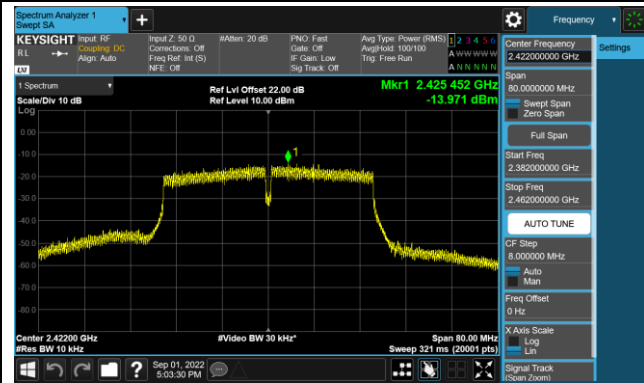 Spectrum Analyzer 1
Swept SA
+
Frequency
KEYSIGHT
RL
LXI
Input: RF
Coupling: DC
Align: Auto
Input Z: 50 Ω
Corrections: Off
Freq Ref: Int (S)
NFE: Off
#Atten: 20 dB
PNO: Fast
Gate: Off
IF Gain: Low
Sig Track: Off
Avg Type: Power (RMS)
Avg|Hold: 100/100
Trig: Free Run
1 2 3 4 5 6
A W W W W W
A N N N N N
1 Spectrum
Scale/Div 10 dB
Log
Ref Lvl Offset 22.00 dB
Ref Level 10.00 dBm
Mkr1 2.425 452 GHz
-13.971 dBm
0.00
-10.0
-20.0
-30.0
-40.0
-50.0
-60.0
-70.0
-80.0
1
Center 2.42200 GHz
#Res BW 10 kHz
#Video BW 30 kHz*
Span 80.00 MHz
Sweep 321 ms (20001 pts)
?
Sep 01, 2022
5:03:30 PM
Center Frequency
2.422000000 GHz
Span
80.0000000 MHz
Swept Span
Zero Span
Full Span
Start Freq
2.382000000 GHz
Stop Freq
2.462000000 GHz
AUTO TUNE
CF Step
8.000000 MHz
Auto
Man
Freq Offset
0 Hz
X Axis Scale
Log
Lin
Signal Track
(Span Zoom)
Settings